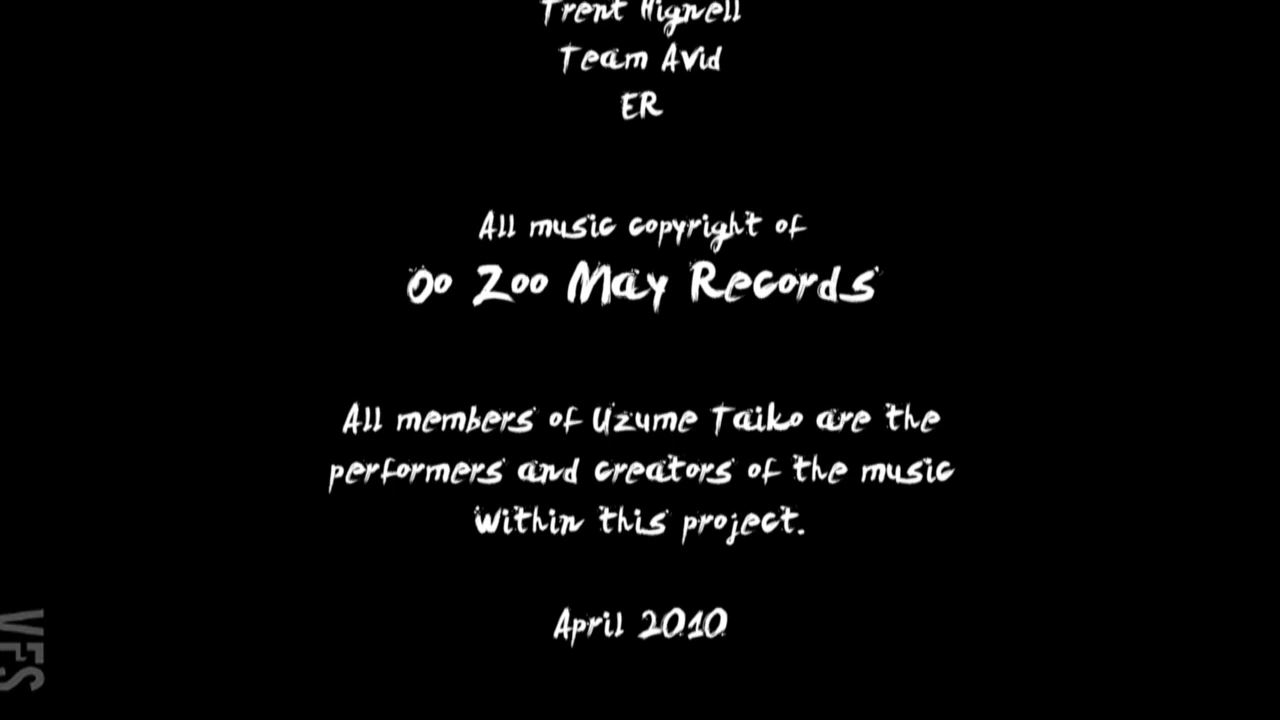 Trent Hignell
Team Avid
ER
All music copyright of
Oo Zoo May Records
All members of Uzume Taiko are the
performers and creators of the music
within this project.
April 2010
VFS